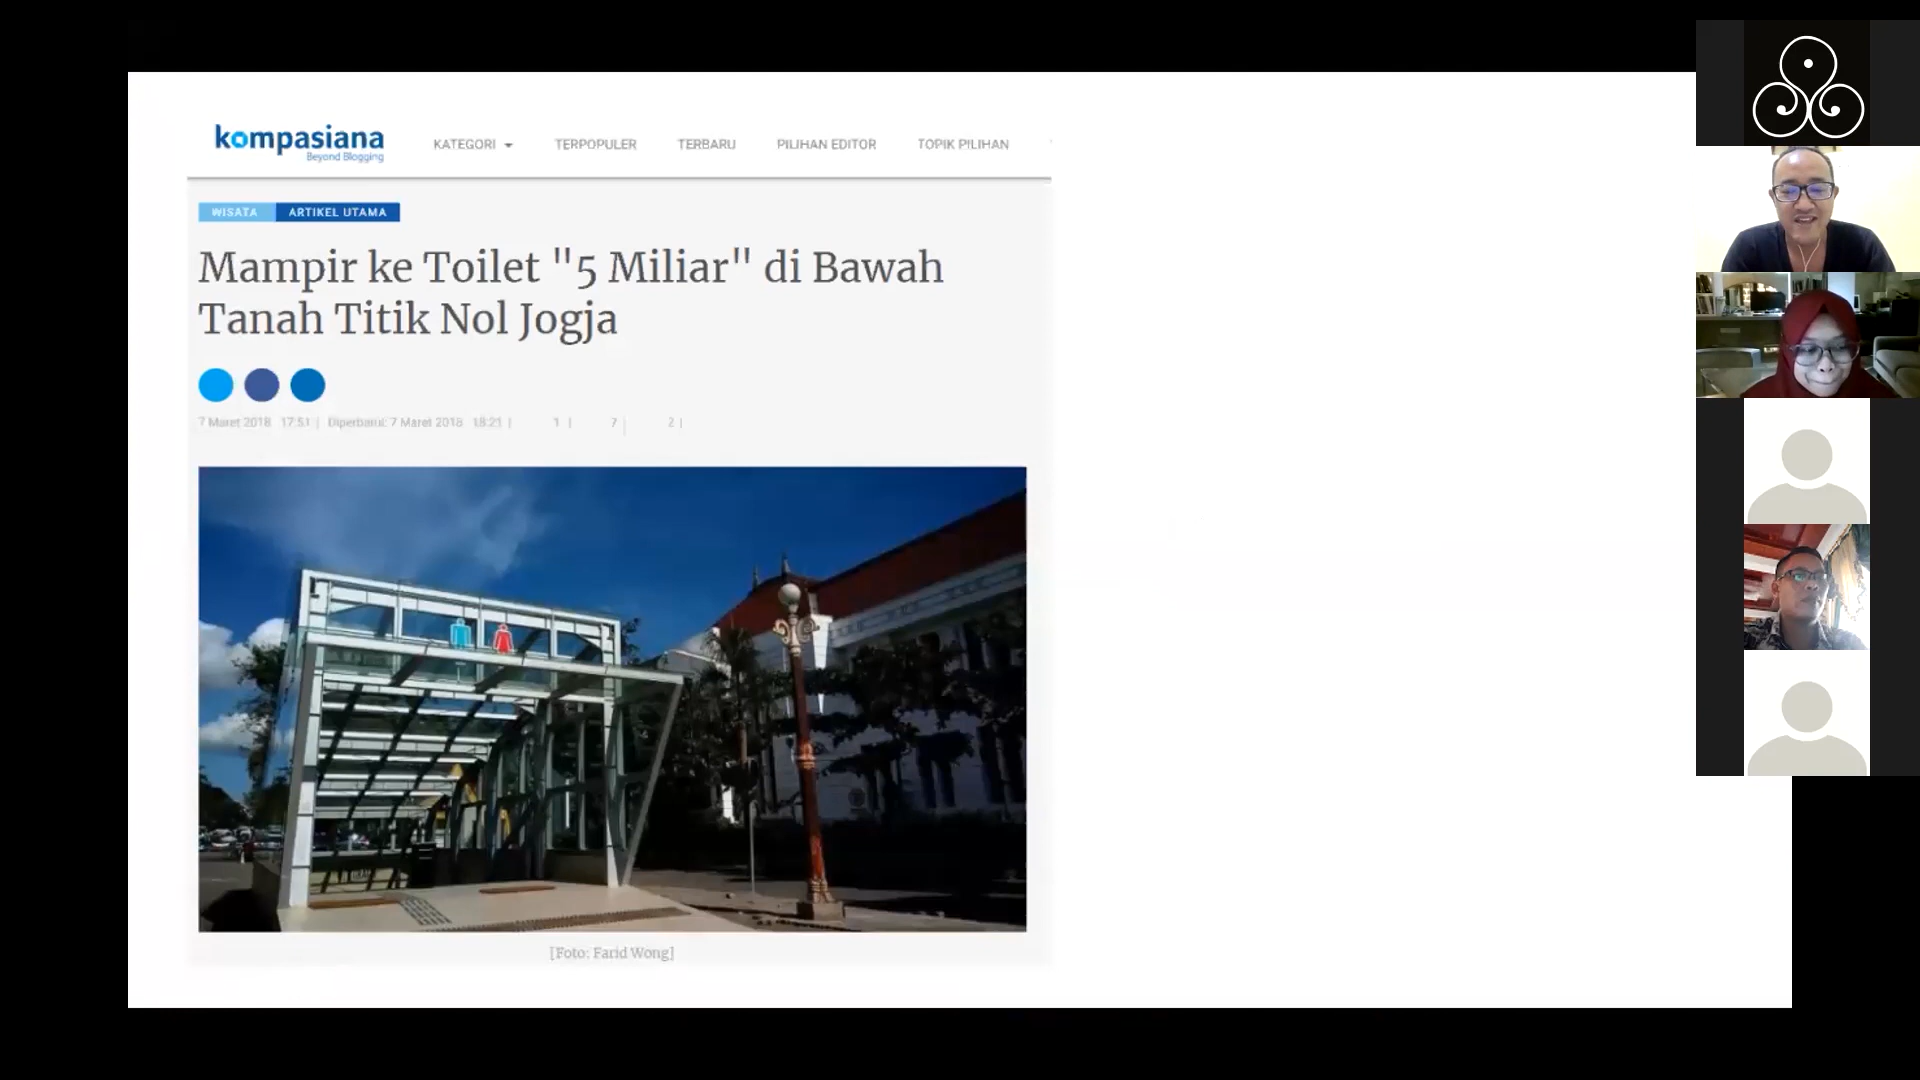 kompasiana
Beyond Blogging
KATEGORI TERPOPULER TERBARU PILIHAN EDITOR TOPIK PILIHAN
WISATA ARTIKEL UTAMA
Mampir ke Toilet "5 Miliar" di Bawah
Tanah Titik Nol Jogja
7 Maret 2018 17:51 | Diperbarui: 7 Maret 2018 18:21 | 1 | 7 | 2 |
[Foto: Farid Wong]